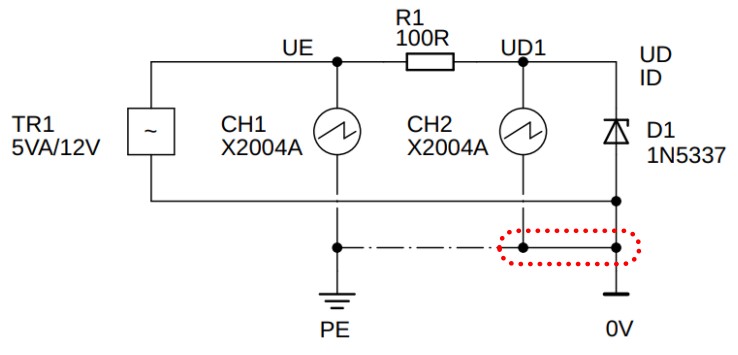 R1
100R
UE
UD1
UD
ID
TR1
5VA/12V
~
CH1
X2004A
CH2
X2004A
D1
1N5337
PE
0V